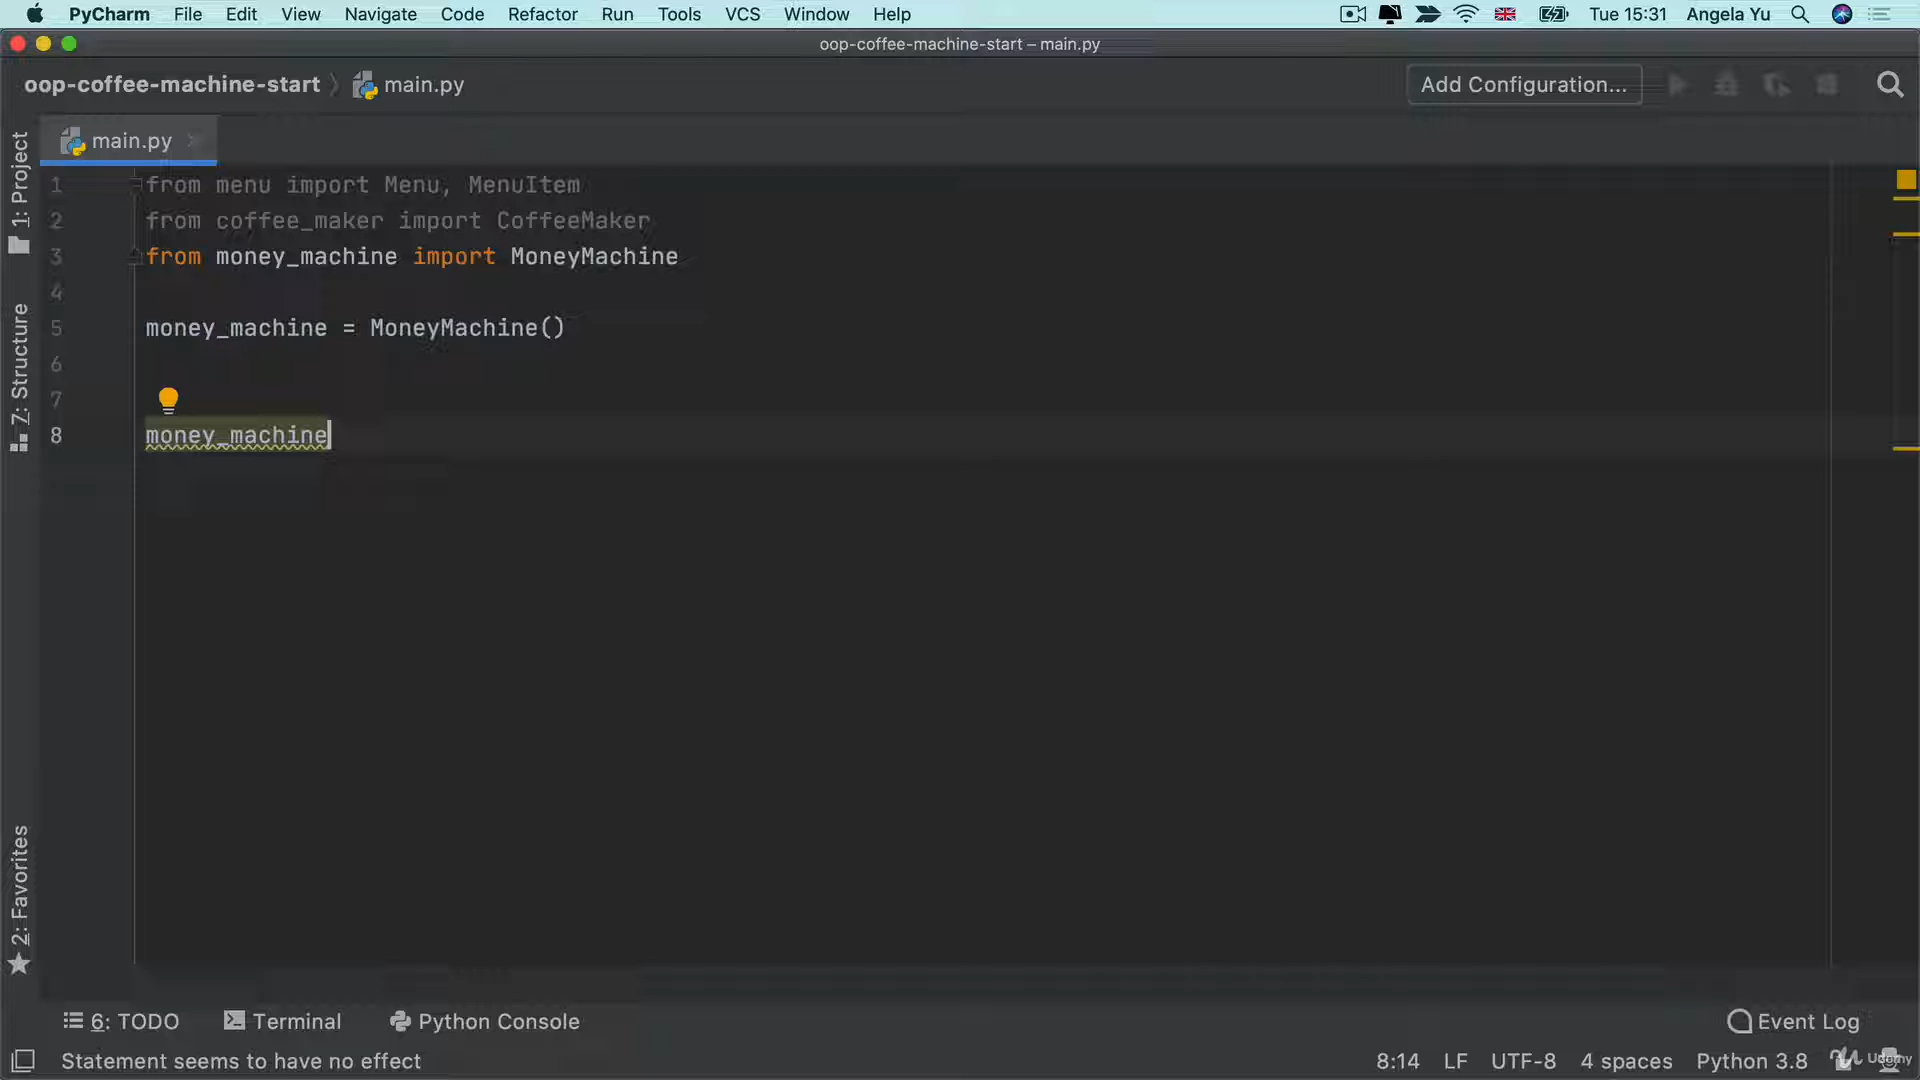 PyCharm File Edit View Navigate Code Refactor Run Tools VCS Window Help Tue 15:31 Angela Yu
oop-coffee-machine-start – main.py
oop-coffee-machine-start main.py Add Configuration...
main.py
1: Project
7: Structure
2: Favorites
1 from menu import Menu, MenuItem
2 from coffee_maker import CoffeeMaker
3 from money_machine import MoneyMachine
4
5 money_machine = MoneyMachine()
6
7
8 money_machine
6: TODO Terminal Python Console Event Log
Statement seems to have no effect 8:14 LF UTF-8 4 spaces Python 3.8 Udemy